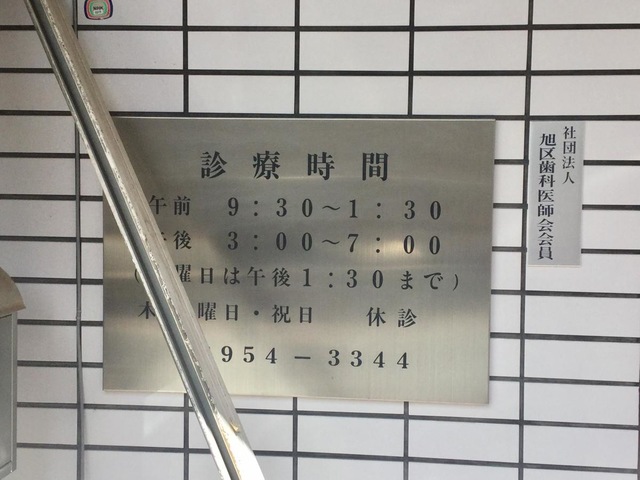 診療時間
午前 9:30～1:30
午後 3:00～7:00
(曜日は午後1:30まで)
木 曜日・祝日 休診
954－3344
社団法人
旭区歯科医師会会員